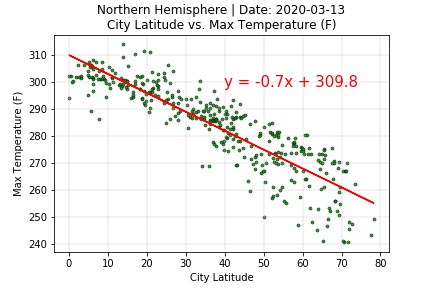 Northern Hemisphere | Date: 2020-03-13
City Latitude vs. Max Temperature (F)
y = -0.7x + 309.8
Max Temperature (F)
310
300
290
280
270
260
250
240
0 10 20 30 40 50 60 70 80
City Latitude